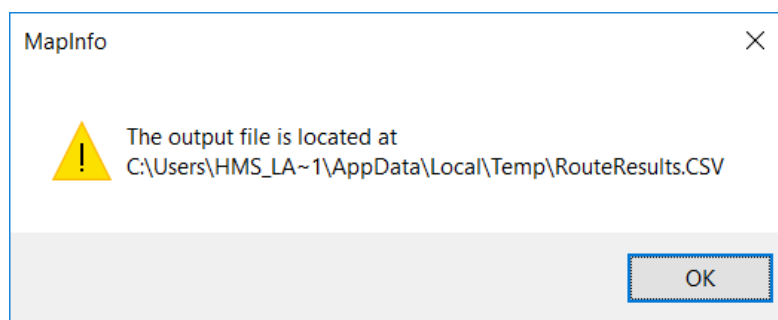 MapInfo
The output file is located at
C:\Users\HMS_LA~1\AppData\Local\Temp\RouteResults.CSV
OK